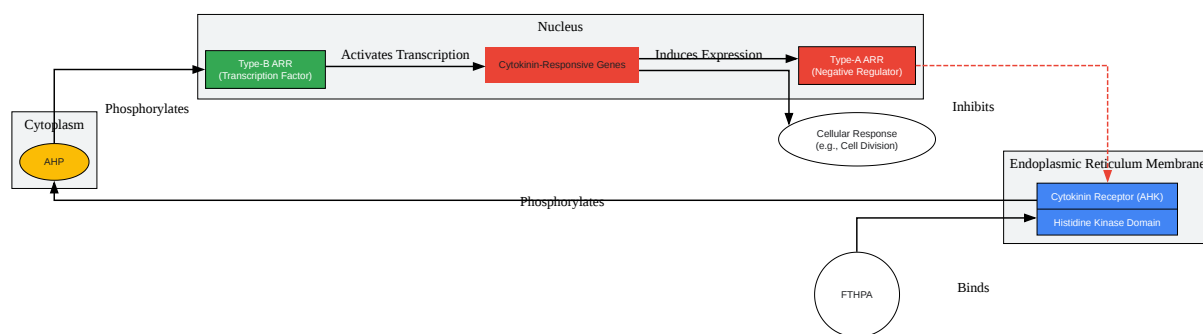 Nucleus
Type-B ARR
(Transcription Factor)
Activates Transcription
Cytokinin-Responsive Genes
Induces Expression
Type-A ARR
(Negative Regulator)
Phosphorylates
Inhibits
Cytoplasm
AHP
Cellular Response
(e.g., Cell Division)
Endoplasmic Reticulum Membrane
Cytokinin Receptor (AHK)
Histidine Kinase Domain
Phosphorylates
FTHPA
Binds